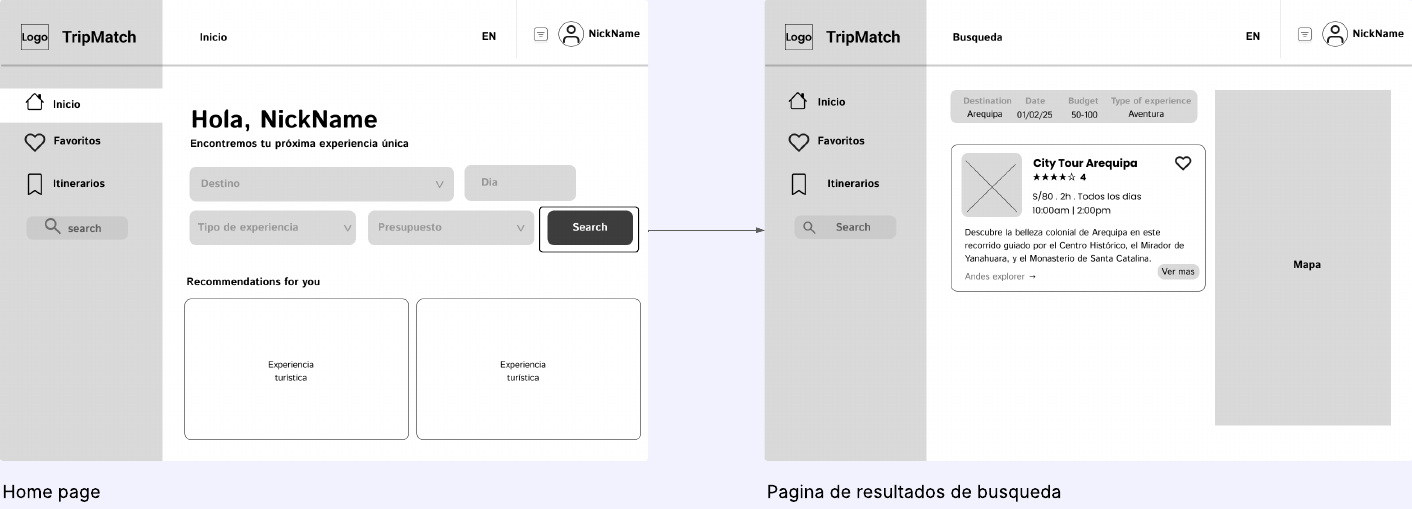 Logo TripMatch
Inicio
EN
NickName
Inicio
Favoritos
Itinerarios
search
Hola, NickName
Encontremos tu próxima experiencia única
Destino
Dia
Tipo de experiencia
Presupuesto
Search
Recommendations for you
Experiencia
turistica
Experiencia
turística
Home page
Logo TripMatch
Busqueda
EN
NickName
Inicio
Favoritos
Itinerarios
Search
Destination Date Budget Type of experience
Arequipa 01/02/25 50-100 Aventura
City Tour Arequipa
★★★★☆ 4
S/80 . 2h . Todos los dias
10:00am | 2:00pm
Descubre la belleza colonial de Arequipa en este
recorrido guiado por el Centro Histórico, el Mirador de
Yanahuara, y el Monasterio de Santa Catalina.
Andes explorer →
Ver mas
Mapa
Pagina de resultados de busqueda